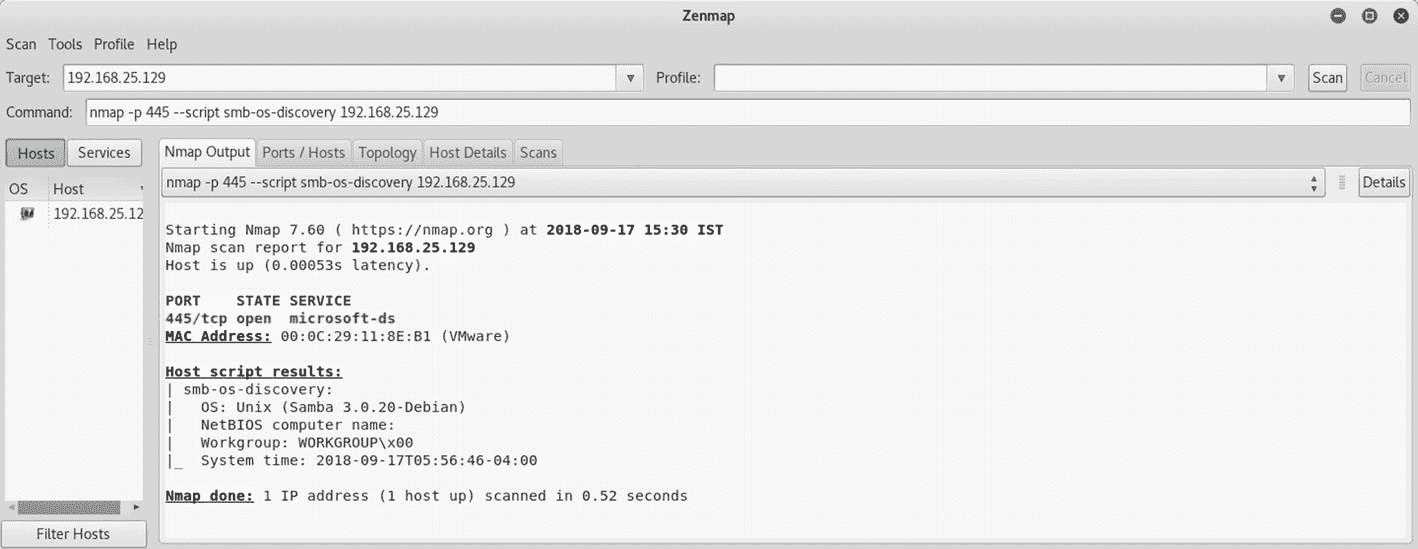 Zenmap
Scan Tools Profile Help
Target: 192.168.25.129 Profile: Scan Cancel
Command: nmap -p 445 --script smb-os-discovery 192.168.25.129
Hosts Services
OS Host
192.168.25.12
Filter Hosts
Nmap Output Ports / Hosts Topology Host Details Scans
nmap -p 445 --script smb-os-discovery 192.168.25.129 Details
Starting Nmap 7.60 ( https://nmap.org ) at 2018-09-17 15:30 IST
Nmap scan report for 192.168.25.129
Host is up (0.00053s latency).
PORT    STATE SERVICE
445/tcp open  microsoft-ds
MAC Address: 00:0C:29:11:8E:B1 (VMware)
Host script results:
| smb-os-discovery:
|   OS: Unix (Samba 3.0.20-Debian)
|   NetBIOS computer name:
|   Workgroup: WORKGROUP\x00
|_  System time: 2018-09-17T05:56:46-04:00
Nmap done: 1 IP address (1 host up) scanned in 0.52 seconds